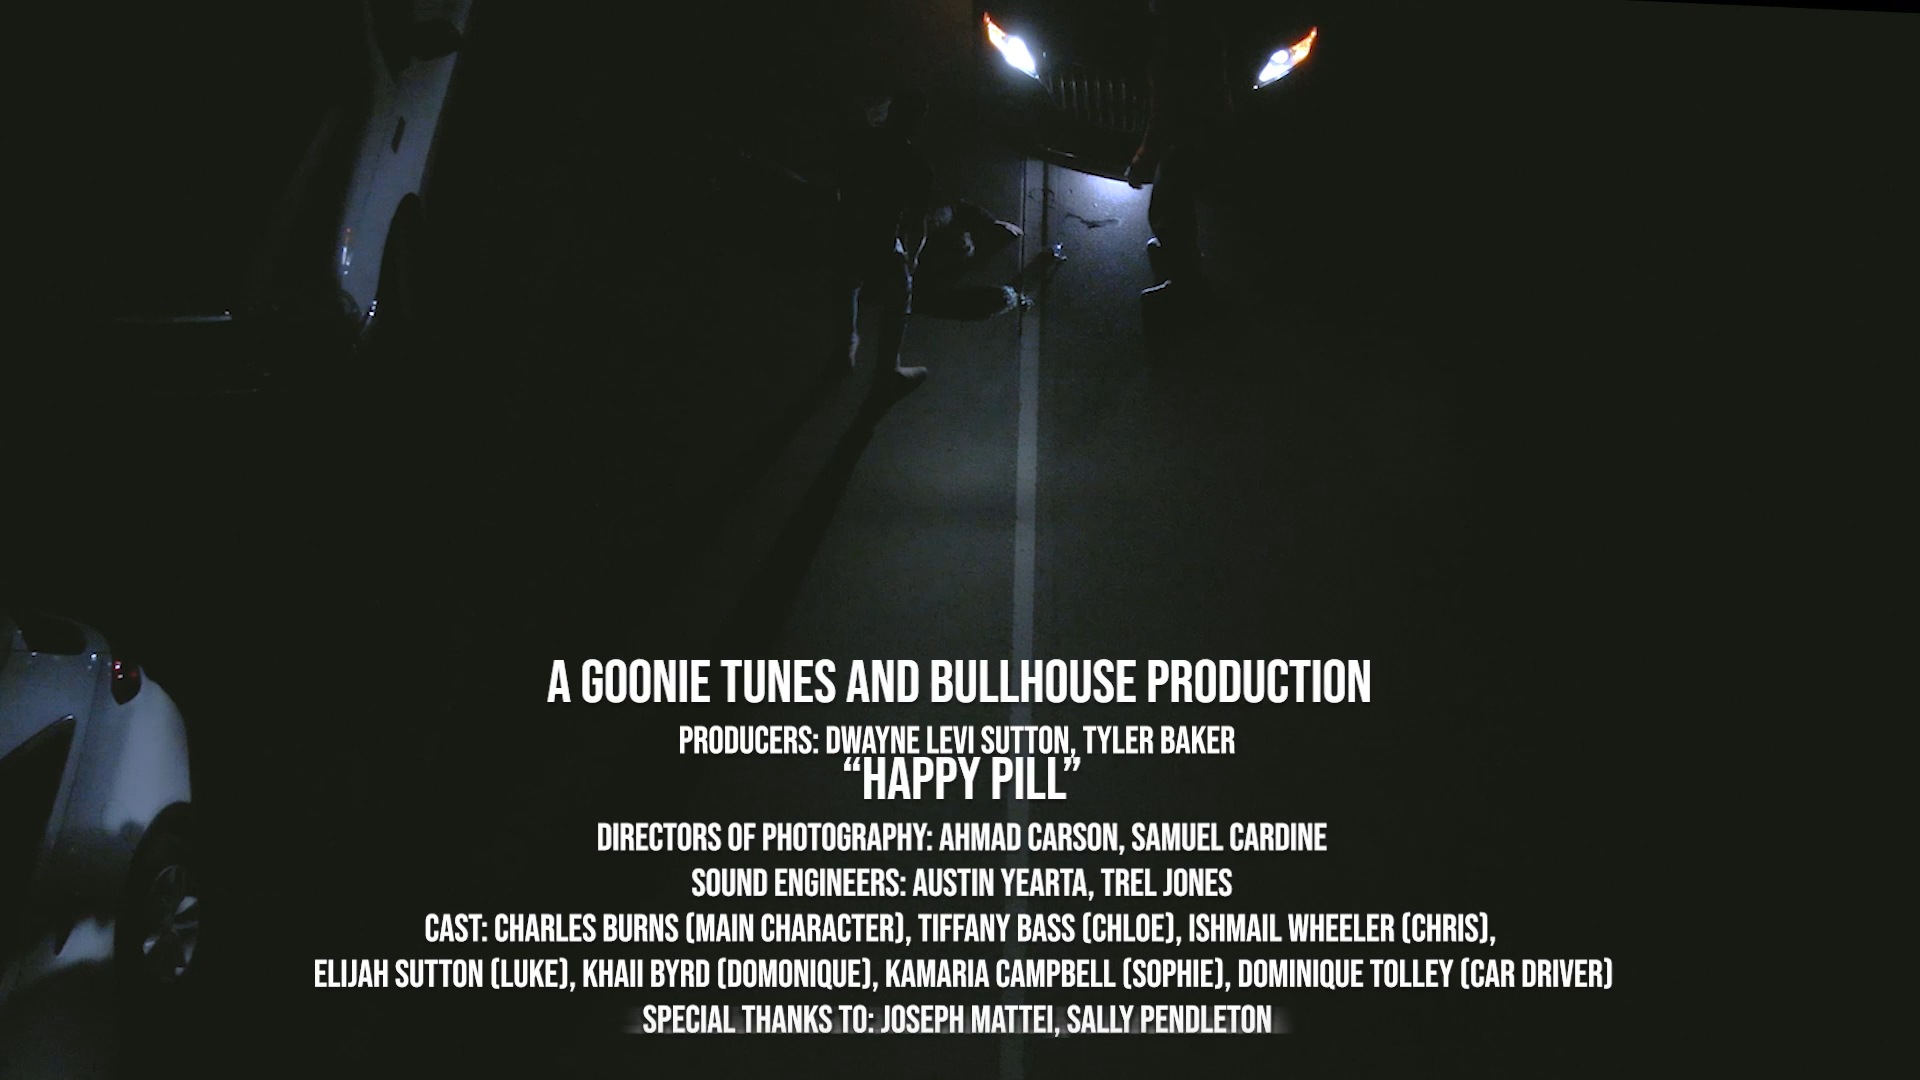 A GOONIE TUNES AND BULLHOUSE PRODUCTION
PRODUCERS: DWAYNE LEVI SUTTON, TYLER BAKER
“HAPPY PILL”
DIRECTORS OF PHOTOGRAPHY: AHMAD CARSON, SAMUEL CARDINE
SOUND ENGINEERS: AUSTIN YEARTA, TREL JONES
CAST: CHARLES BURNS (MAIN CHARACTER), TIFFANY BASS (CHLOE), ISHMAIL WHEELER (CHRIS),
ELIJAH SUTTON (LUKE), KHAII BYRD (DOMONIQUE), KAMARIA CAMPBELL (SOPHIE), DOMINIQUE TOLLEY (CAR DRIVER)
SPECIAL THANKS TO: JOSEPH MATTEI, SALLY PENDLETON